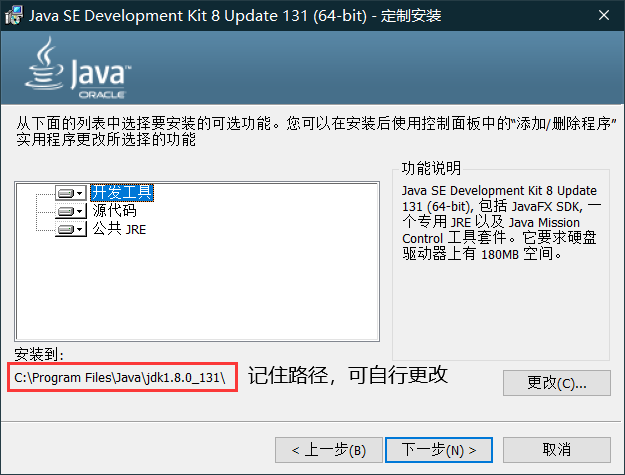 Java SE Development Kit 8 Update 131 (64-bit) - 定制安装
Java
ORACLE
从下面的列表中选择要安装的可选功能。您可以在安装后使用控制面板中的“添加/删除程序”
实用程序更改所选择的功能
开发工具
源代码
公共 JRE
功能说明
Java SE Development Kit 8 Update
131 (64-bit), 包括 JavaFX SDK, 一
个专用 JRE 以及 Java Mission
Control 工具套件。它要求硬盘
驱动器上有 180MB 空间。
安装到:
C:\Program Files\Java\jdk1.8.0_131\
记住路径，可自行更改
更改(C)...
< 上一步(B)
下一步(N) >
取消